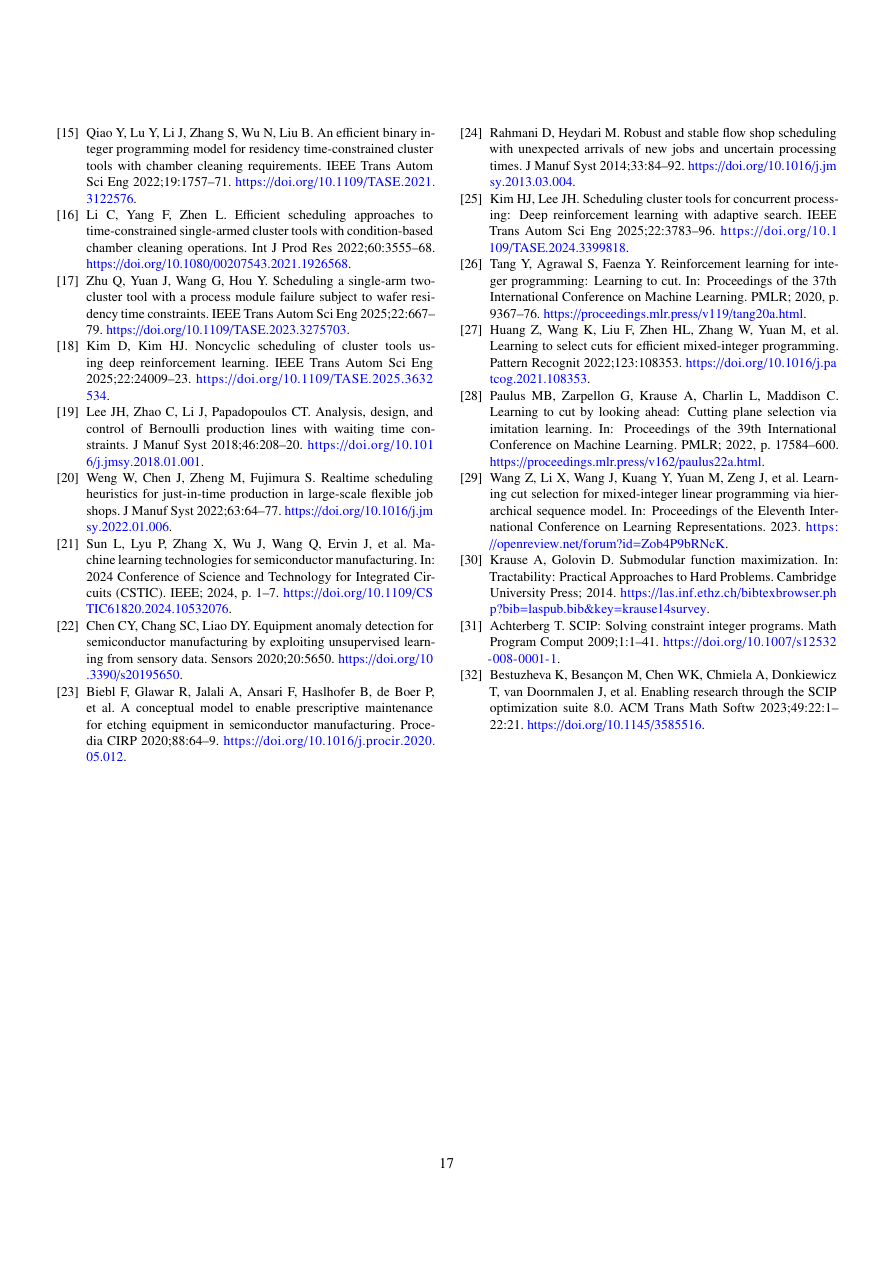 [15] Qiao Y, Lu Y, Li J, Zhang S, Wu N, Liu B. An efficient binary in-
teger programming model for residency time-constrained cluster
tools with chamber cleaning requirements. IEEE Trans Autom
Sci Eng 2022;19:1757–71. https://doi.org/10.1109/TASE.2021.
3122576.
[16] Li C, Yang F, Zhen L. Efficient scheduling approaches to
time-constrained single-armed cluster tools with condition-based
chamber cleaning operations. Int J Prod Res 2022;60:3555–68.
https://doi.org/10.1080/00207543.2021.1926568.
[17] Zhu Q, Yuan J, Wang G, Hou Y. Scheduling a single-arm two-
cluster tool with a process module failure subject to wafer resi-
dency time constraints. IEEE Trans Autom Sci Eng 2025;22:667–
79. https://doi.org/10.1109/TASE.2023.3275703.
[18] Kim D, Kim HJ. Noncyclic scheduling of cluster tools us-
ing deep reinforcement learning. IEEE Trans Autom Sci Eng
2025;22:24009–23. https://doi.org/10.1109/TASE.2025.3632
534.
[19] Lee JH, Zhao C, Li J, Papadopoulos CT. Analysis, design, and
control of Bernoulli production lines with waiting time con-
straints. J Manuf Syst 2018;46:208–20. https://doi.org/10.101
6/j.jmsy.2018.01.001.
[20] Weng W, Chen J, Zheng M, Fujimura S. Realtime scheduling
heuristics for just-in-time production in large-scale flexible job
shops. J Manuf Syst 2022;63:64–77. https://doi.org/10.1016/j.jm
sy.2022.01.006.
[21] Sun L, Lyu P, Zhang X, Wu J, Wang Q, Ervin J, et al. Ma-
chine learning technologies for semiconductor manufacturing. In:
2024 Conference of Science and Technology for Integrated Cir-
cuits (CSTIC). IEEE; 2024, p. 1–7. https://doi.org/10.1109/CS
TIC61820.2024.10532076.
[22] Chen CY, Chang SC, Liao DY. Equipment anomaly detection for
semiconductor manufacturing by exploiting unsupervised learn-
ing from sensory data. Sensors 2020;20:5650. https://doi.org/10
.3390/s20195650.
[23] Biebl F, Glawar R, Jalali A, Ansari F, Haslhofer B, de Boer P,
et al. A conceptual model to enable prescriptive maintenance
for etching equipment in semiconductor manufacturing. Proce-
dia CIRP 2020;88:64–9. https://doi.org/10.1016/j.procir.2020.
05.012.
[24] Rahmani D, Heydari M. Robust and stable flow shop scheduling
with unexpected arrivals of new jobs and uncertain processing
times. J Manuf Syst 2014;33:84–92. https://doi.org/10.1016/j.jm
sy.2013.03.004.
[25] Kim HJ, Lee JH. Scheduling cluster tools for concurrent process-
ing: Deep reinforcement learning with adaptive search. IEEE
Trans Autom Sci Eng 2025;22:3783–96. https://doi.org/10.1
109/TASE.2024.3399818.
[26] Tang Y, Agrawal S, Faenza Y. Reinforcement learning for inte-
ger programming: Learning to cut. In: Proceedings of the 37th
International Conference on Machine Learning. PMLR; 2020, p.
9367–76. https://proceedings.mlr.press/v119/tang20a.html.
[27] Huang Z, Wang K, Liu F, Zhen HL, Zhang W, Yuan M, et al.
Learning to select cuts for efficient mixed-integer programming.
Pattern Recognit 2022;123:108353. https://doi.org/10.1016/j.pa
tcog.2021.108353.
[28] Paulus MB, Zarpellon G, Krause A, Charlin L, Maddison C.
Learning to cut by looking ahead: Cutting plane selection via
imitation learning. In: Proceedings of the 39th International
Conference on Machine Learning. PMLR; 2022, p. 17584–600.
https://proceedings.mlr.press/v162/paulus22a.html.
[29] Wang Z, Li X, Wang J, Kuang Y, Yuan M, Zeng J, et al. Learn-
ing cut selection for mixed-integer linear programming via hier-
archical sequence model. In: Proceedings of the Eleventh Inter-
national Conference on Learning Representations. 2023. https:
//openreview.net/forum?id=Zob4P9bRNcK.
[30] Krause A, Golovin D. Submodular function maximization. In:
Tractability: Practical Approaches to Hard Problems. Cambridge
University Press; 2014. https://las.inf.ethz.ch/bibtexbrowser.ph
p?bib=laspub.bib&key=krause14survey.
[31] Achterberg T. SCIP: Solving constraint integer programs. Math
Program Comput 2009;1:1–41. https://doi.org/10.1007/s12532
-008-0001-1.
[32] Bestuzheva K, Besançon M, Chen WK, Chmiela A, Donkiewicz
T, van Doornmalen J, et al. Enabling research through the SCIP
optimization suite 8.0. ACM Trans Math Softw 2023;49:22:1–
22:21. https://doi.org/10.1145/3585516.
17